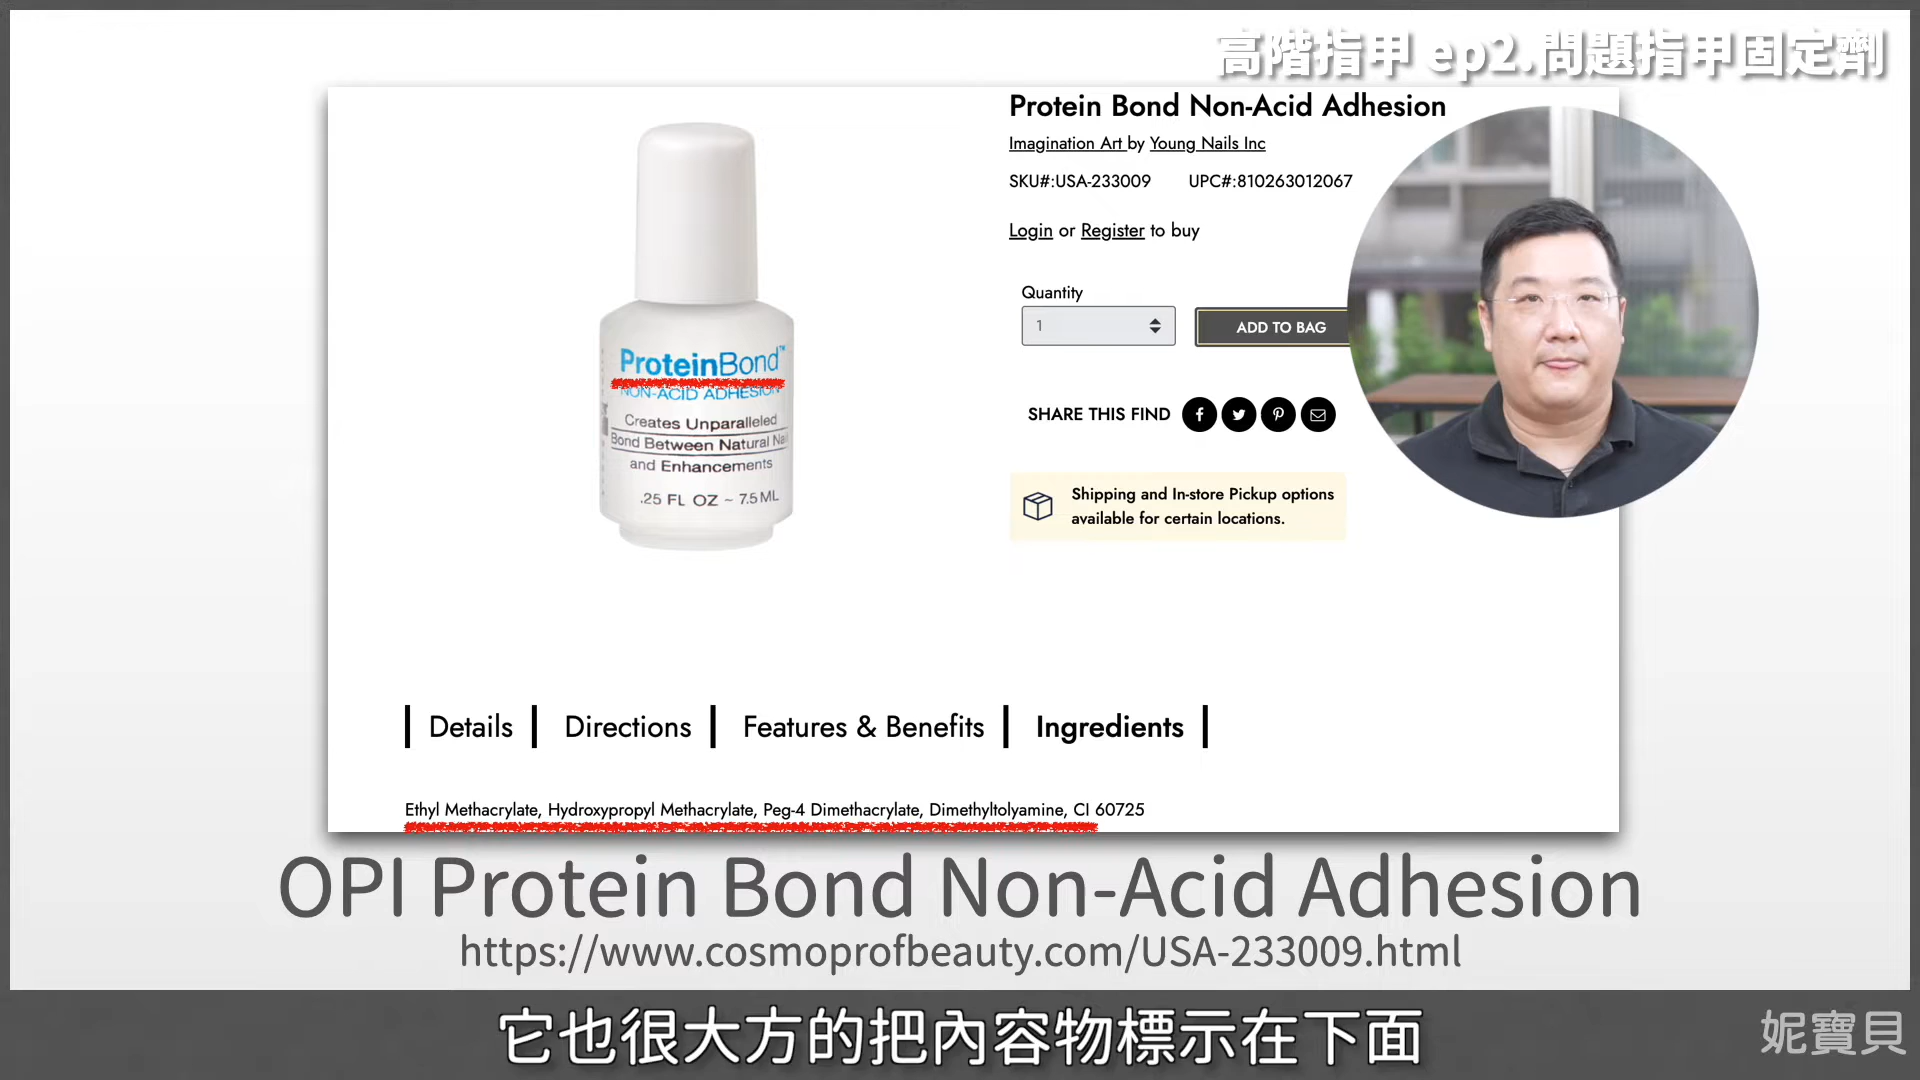 高階指甲 ep2.問題指甲固定劑
Protein Bond Non-Acid Adhesion
Imagination Art by Young Nails Inc
SKU#:USA-233009 UPC#:810263012067
Login or Register to buy
Quantity
1
ADD TO BAG
SHARE THIS FIND
Shipping and In-store Pickup options
available for certain locations.
ProteinBond™
NON-ACID ADHESION
Creates Unparalleled
Bond Between Natural Nai
and Enhancements
.25 FL OZ ~ 7.5 ML
Details
Directions
Features & Benefits
Ingredients
Ethyl Methacrylate, Hydroxypropyl Methacrylate, Peg-4 Dimethacrylate, Dimethyltolyamine, CI 60725
OPI Protein Bond Non-Acid Adhesion
https://www.cosmoprofbeauty.com/USA-233009.html
它也很大方的把內容物標示在下面
妮寶貝